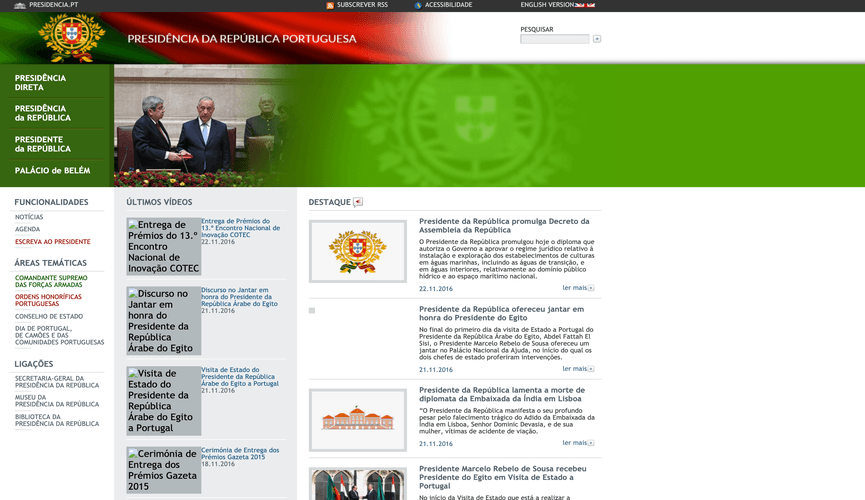 PRESIDENCIA.PT
SUBSCREVER RSS
ACESSIBILIDADE
ENGLISH VERSION
PRESIDÊNCIA DA REPÚBLICA PORTUGUESA
PESQUISAR
PRESIDÊNCIA
DIRETA
PRESIDÊNCIA
da REPÚBLICA
PRESIDENTE
da REPÚBLICA
PALÁCIO de BELÉM
FUNCIONALIDADES
NOTÍCIAS
AGENDA
ESCREVA AO PRESIDENTE
ÁREAS TEMÁTICAS
COMANDANTE SUPREMO
DAS FORÇAS ARMADAS
ORDENS HONORÍFICAS
PORTUGUESAS
CONSELHO DE ESTADO
DIA DE PORTUGAL,
DE CAMÕES E DAS
COMUNIDADES PORTUGUESAS
LIGAÇÕES
SECRETARIA-GERAL DA
PRESIDÊNCIA DA REPÚBLICA
MUSEU DA
PRESIDÊNCIA DA REPÚBLICA
BIBLIOTECA DA
PRESIDÊNCIA DA REPÚBLICA
ÚLTIMOS VÍDEOS
Entrega de
Prémios do 13.º
Encontro
Nacional de
Inovação COTEC
Entrega de Prémios do
13.º Encontro Nacional de
Inovação COTEC
22.11.2016
Discurso no
Jantar em
honra do
Presidente da
República
Árabe do Egito
Discurso no Jantar em
honra do Presidente da
República Árabe do Egito
21.11.2016
Visita de
Estado do
Presidente da
República
Árabe do Egito
a Portugal
Visita de Estado do
Presidente da República
Árabe do Egito a Portugal
21.11.2016
Cerimónia de
Entrega dos
Prémios Gazeta
2015
Cerimónia de Entrega dos
Prémios Gazeta 2015
18.11.2016
DESTAQUE
Presidente da República promulga Decreto da
Assembleia da República
O Presidente da República promulgou hoje o diploma que
autoriza o Governo a aprovar o regime jurídico relativo à
instalação e exploração dos estabelecimentos de culturas
em águas marinhas, incluindo as águas de transição, e
em águas interiores, relativamente ao domínio público
hídrico e ao espaço marítimo nacional.
22.11.2016
ler mais
Presidente da República ofereceu jantar em
honra do Presidente do Egito
No final do primeiro dia da visita de Estado a Portugal do
Presidente da República Árabe do Egito, Abdel Fattah El
Sisi, o Presidente Marcelo Rebelo de Sousa ofereceu um
jantar no Palácio Nacional da Ajuda, no início do qual os
dois chefes de estado proferiram intervenções.
21.11.2016
ler mais
Presidente da República lamenta a morte de
diplomata da Embaixada da Índia em Lisboa
“O Presidente da República manifesta o seu profundo
pesar pelo falecimento trágico do Adido da Embaixada da
Índia em Lisboa, Senhor Dominic Devasia, e de sua
mulher, vítimas de acidente de viação.
21.11.2016
ler mais
Presidente Marcelo Rebelo de Sousa recebeu
Presidente do Egito em Visita de Estado a
Portugal
No início da Visita de Estado que está a realizar a